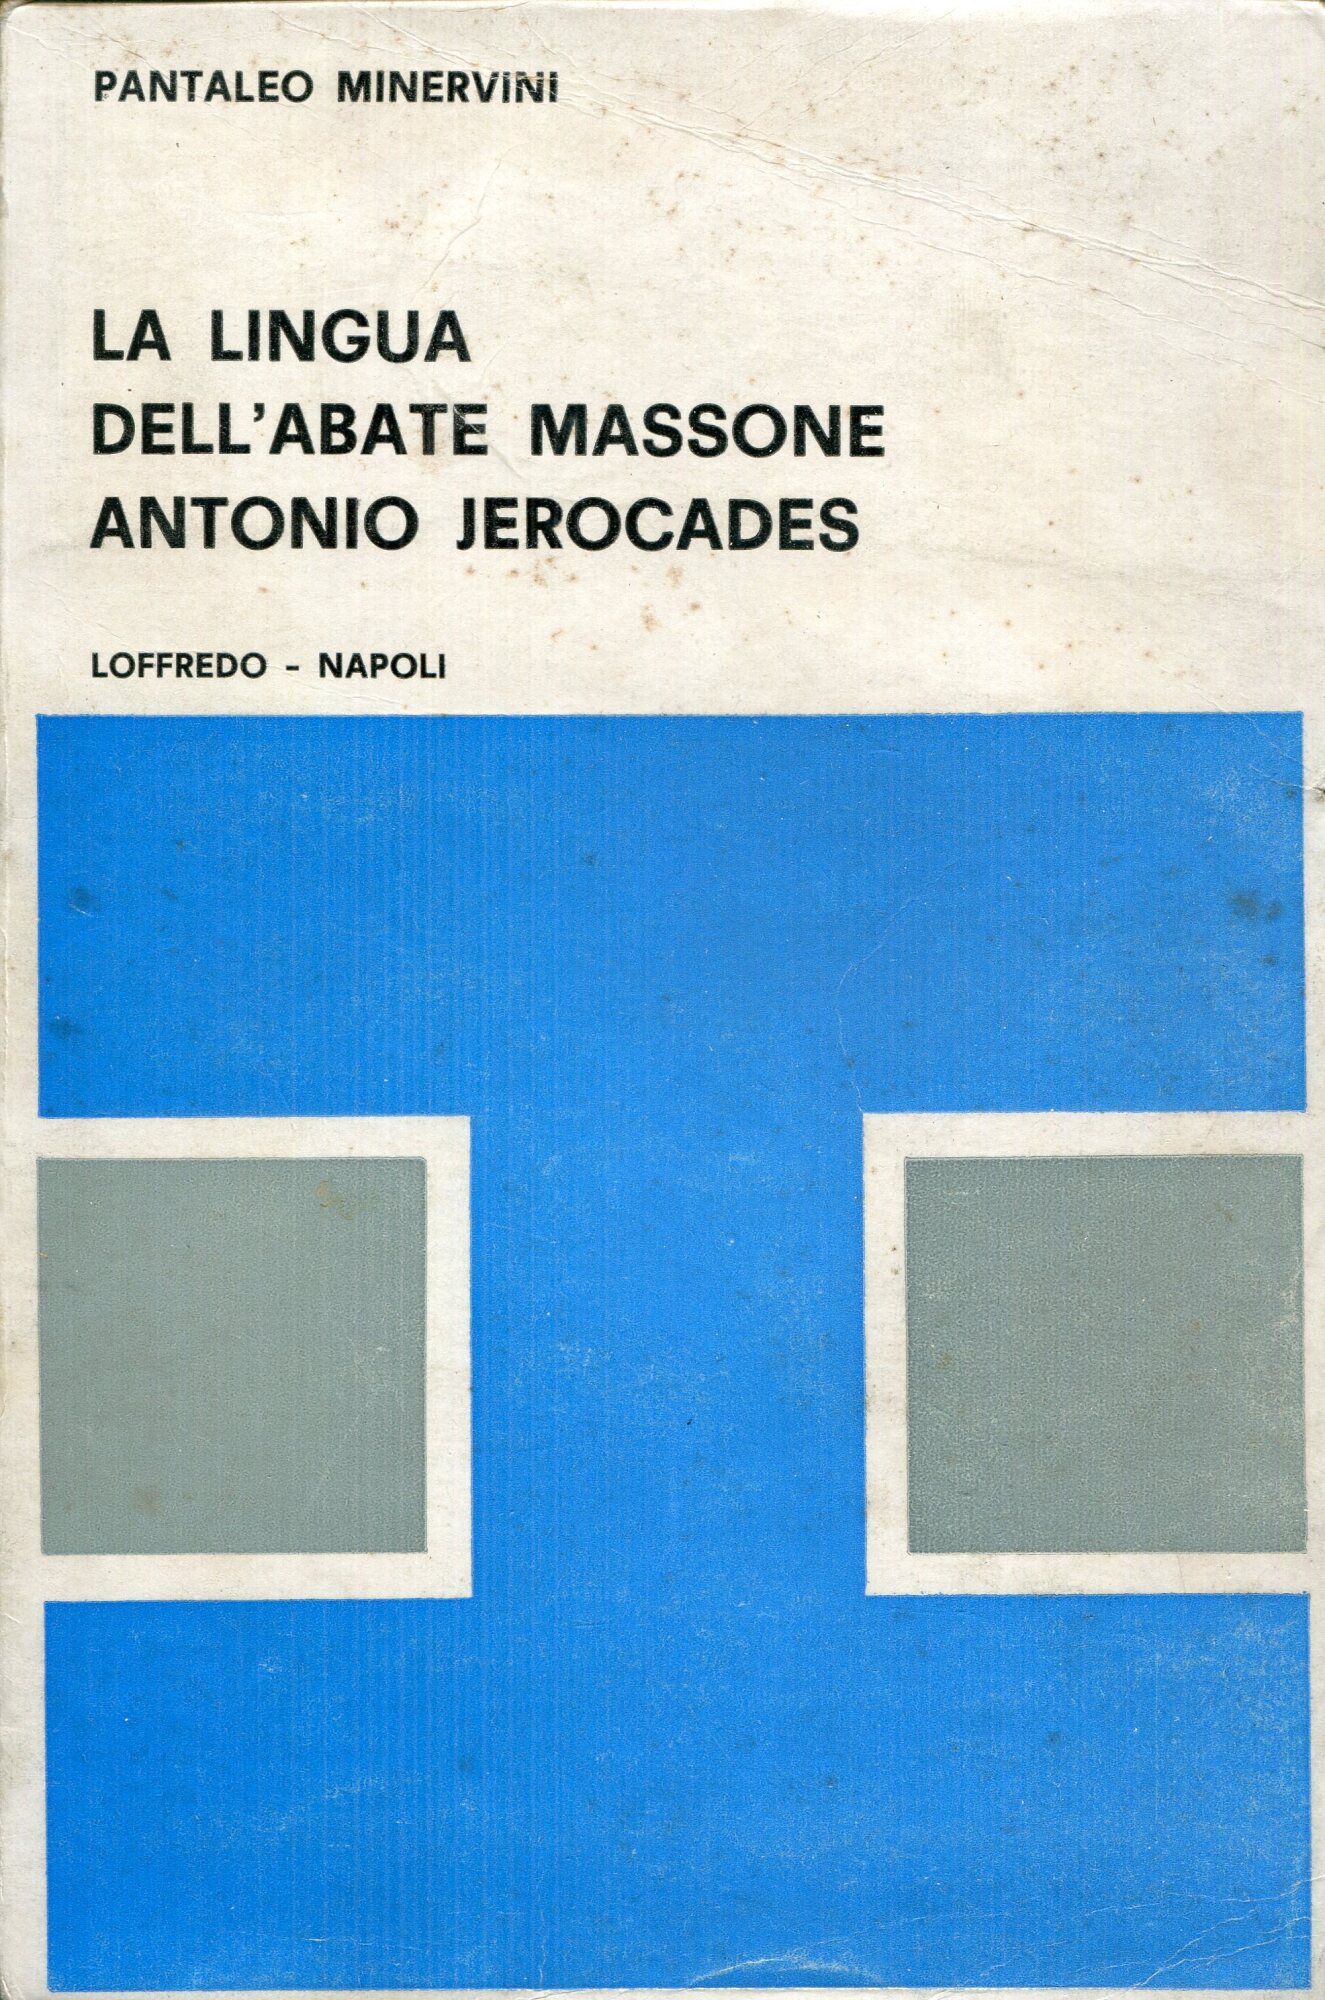 PANTALEO MINERVINI
LA LINGUA
DELL'ABATE MASSONE
ANTONIO JEROCADES
LOFFREDO - NAPOLI